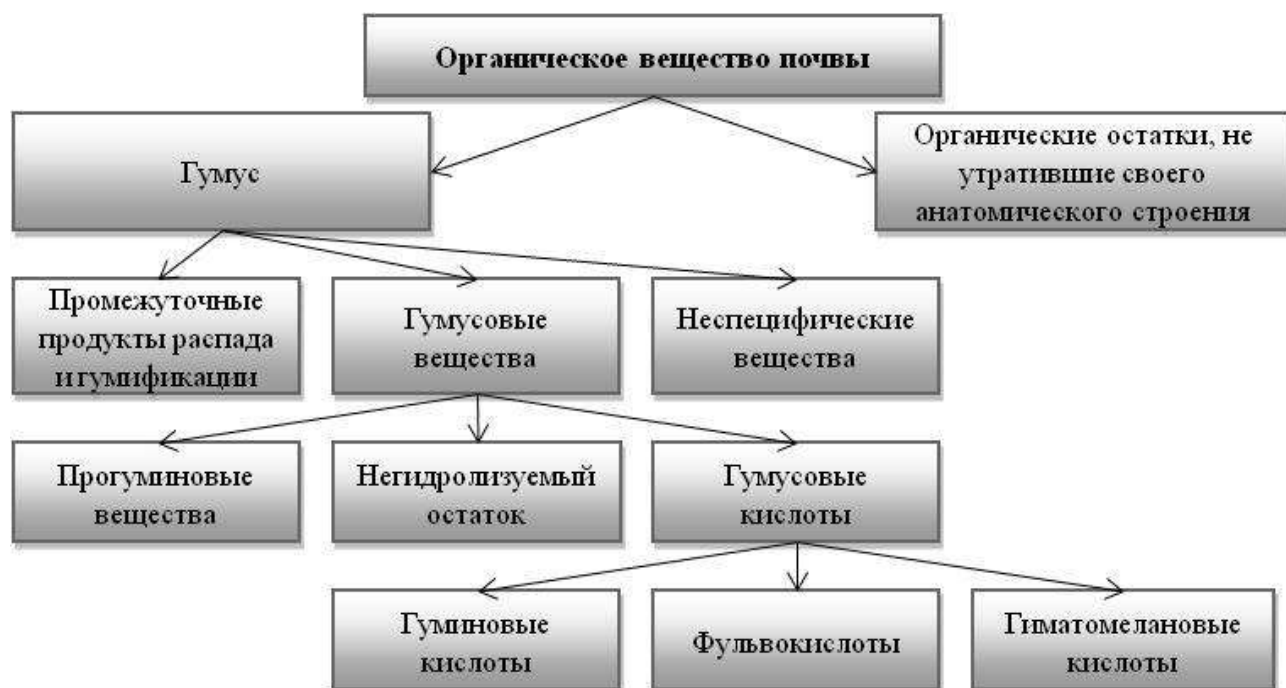 Органическое вещество почвы
Гумус
Органические остатки, не
утратившие своего
анатомического строения
Промежуточные
продукты распада
и гумификации
Гумусовые
вещества
Неспецифические
вещества
Прогуминовые
вещества
Негидролизуемый
остаток
Гумусовые
кислоты
Гуминовые
кислоты
Фульвокислоты
Гиматомелановые
кислоты